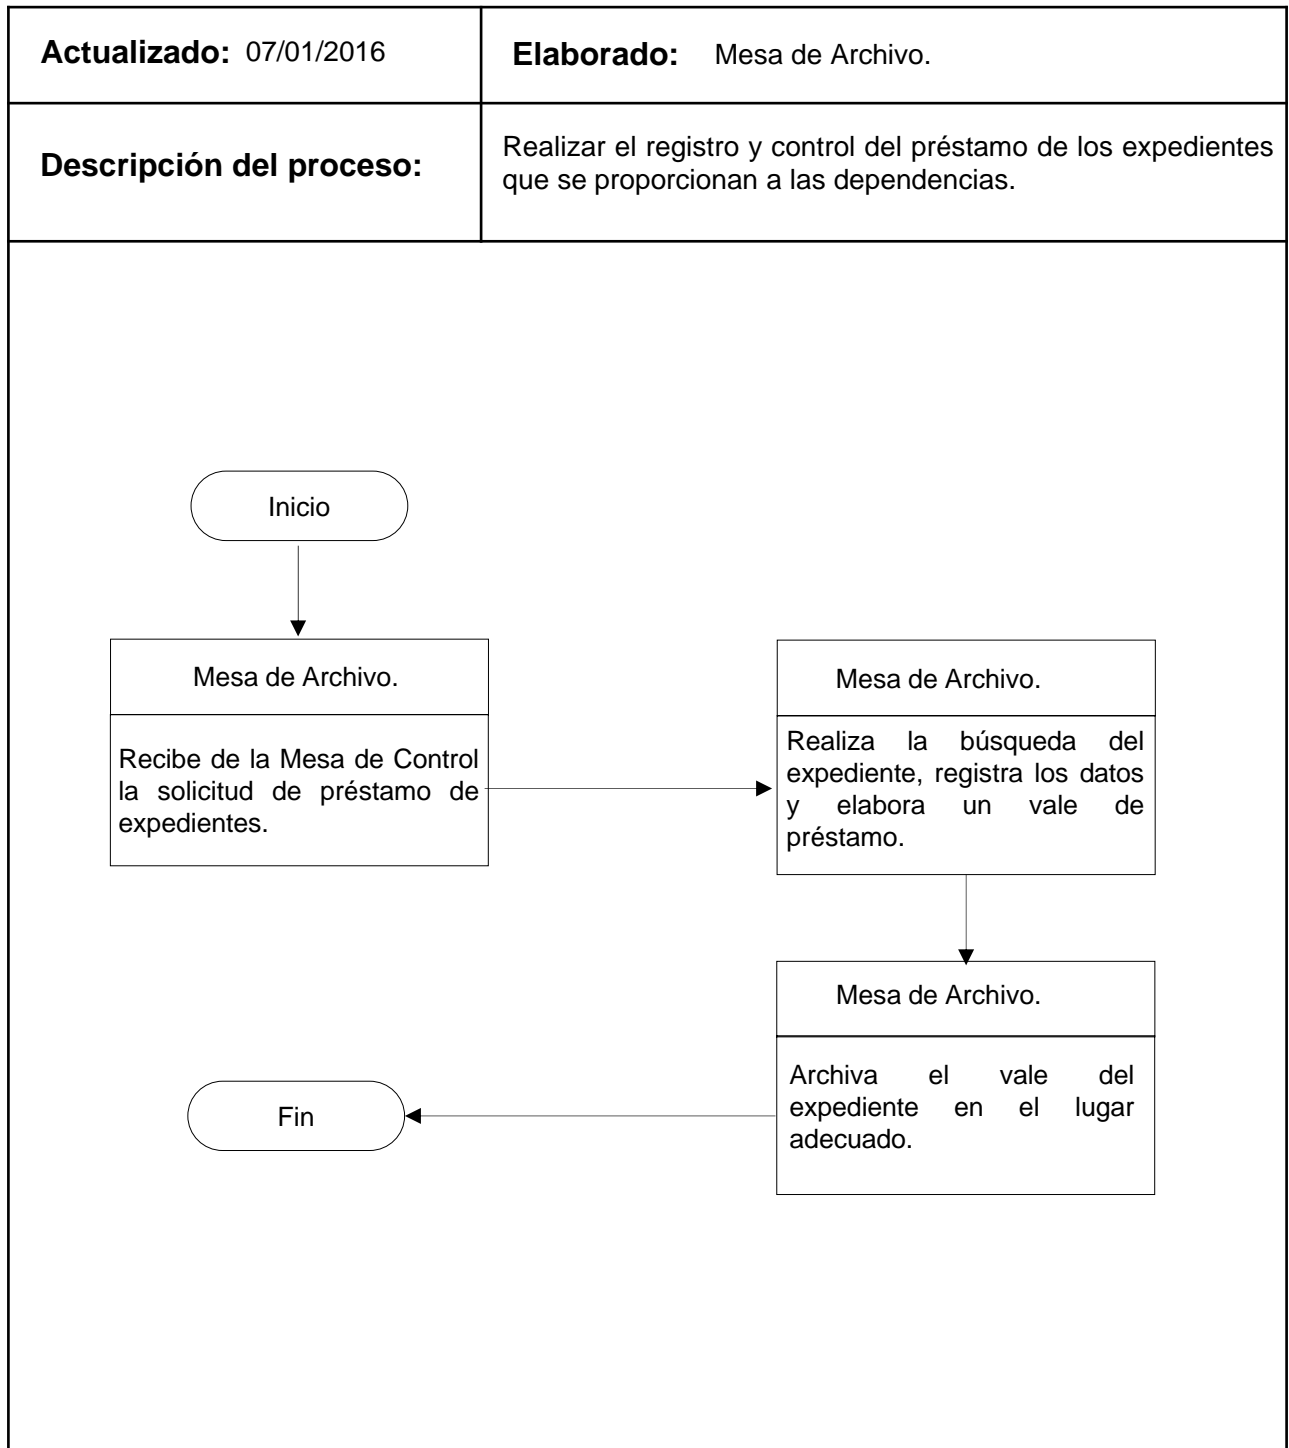 Actualizado: 07/01/2016
Elaborado: Mesa de Archivo.
Descripción del proceso:
Realizar el registro y control del préstamo de los expedientes
que se proporcionan a las dependencias.
Inicio
Mesa de Archivo.
Recibe de la Mesa de Control
la solicitud de préstamo de
expedientes.
Mesa de Archivo.
Realiza la búsqueda del
expediente, registra los datos
y elabora un vale de
préstamo.
Mesa de Archivo.
Archiva el vale del
expediente en el lugar
adecuado.
Fin